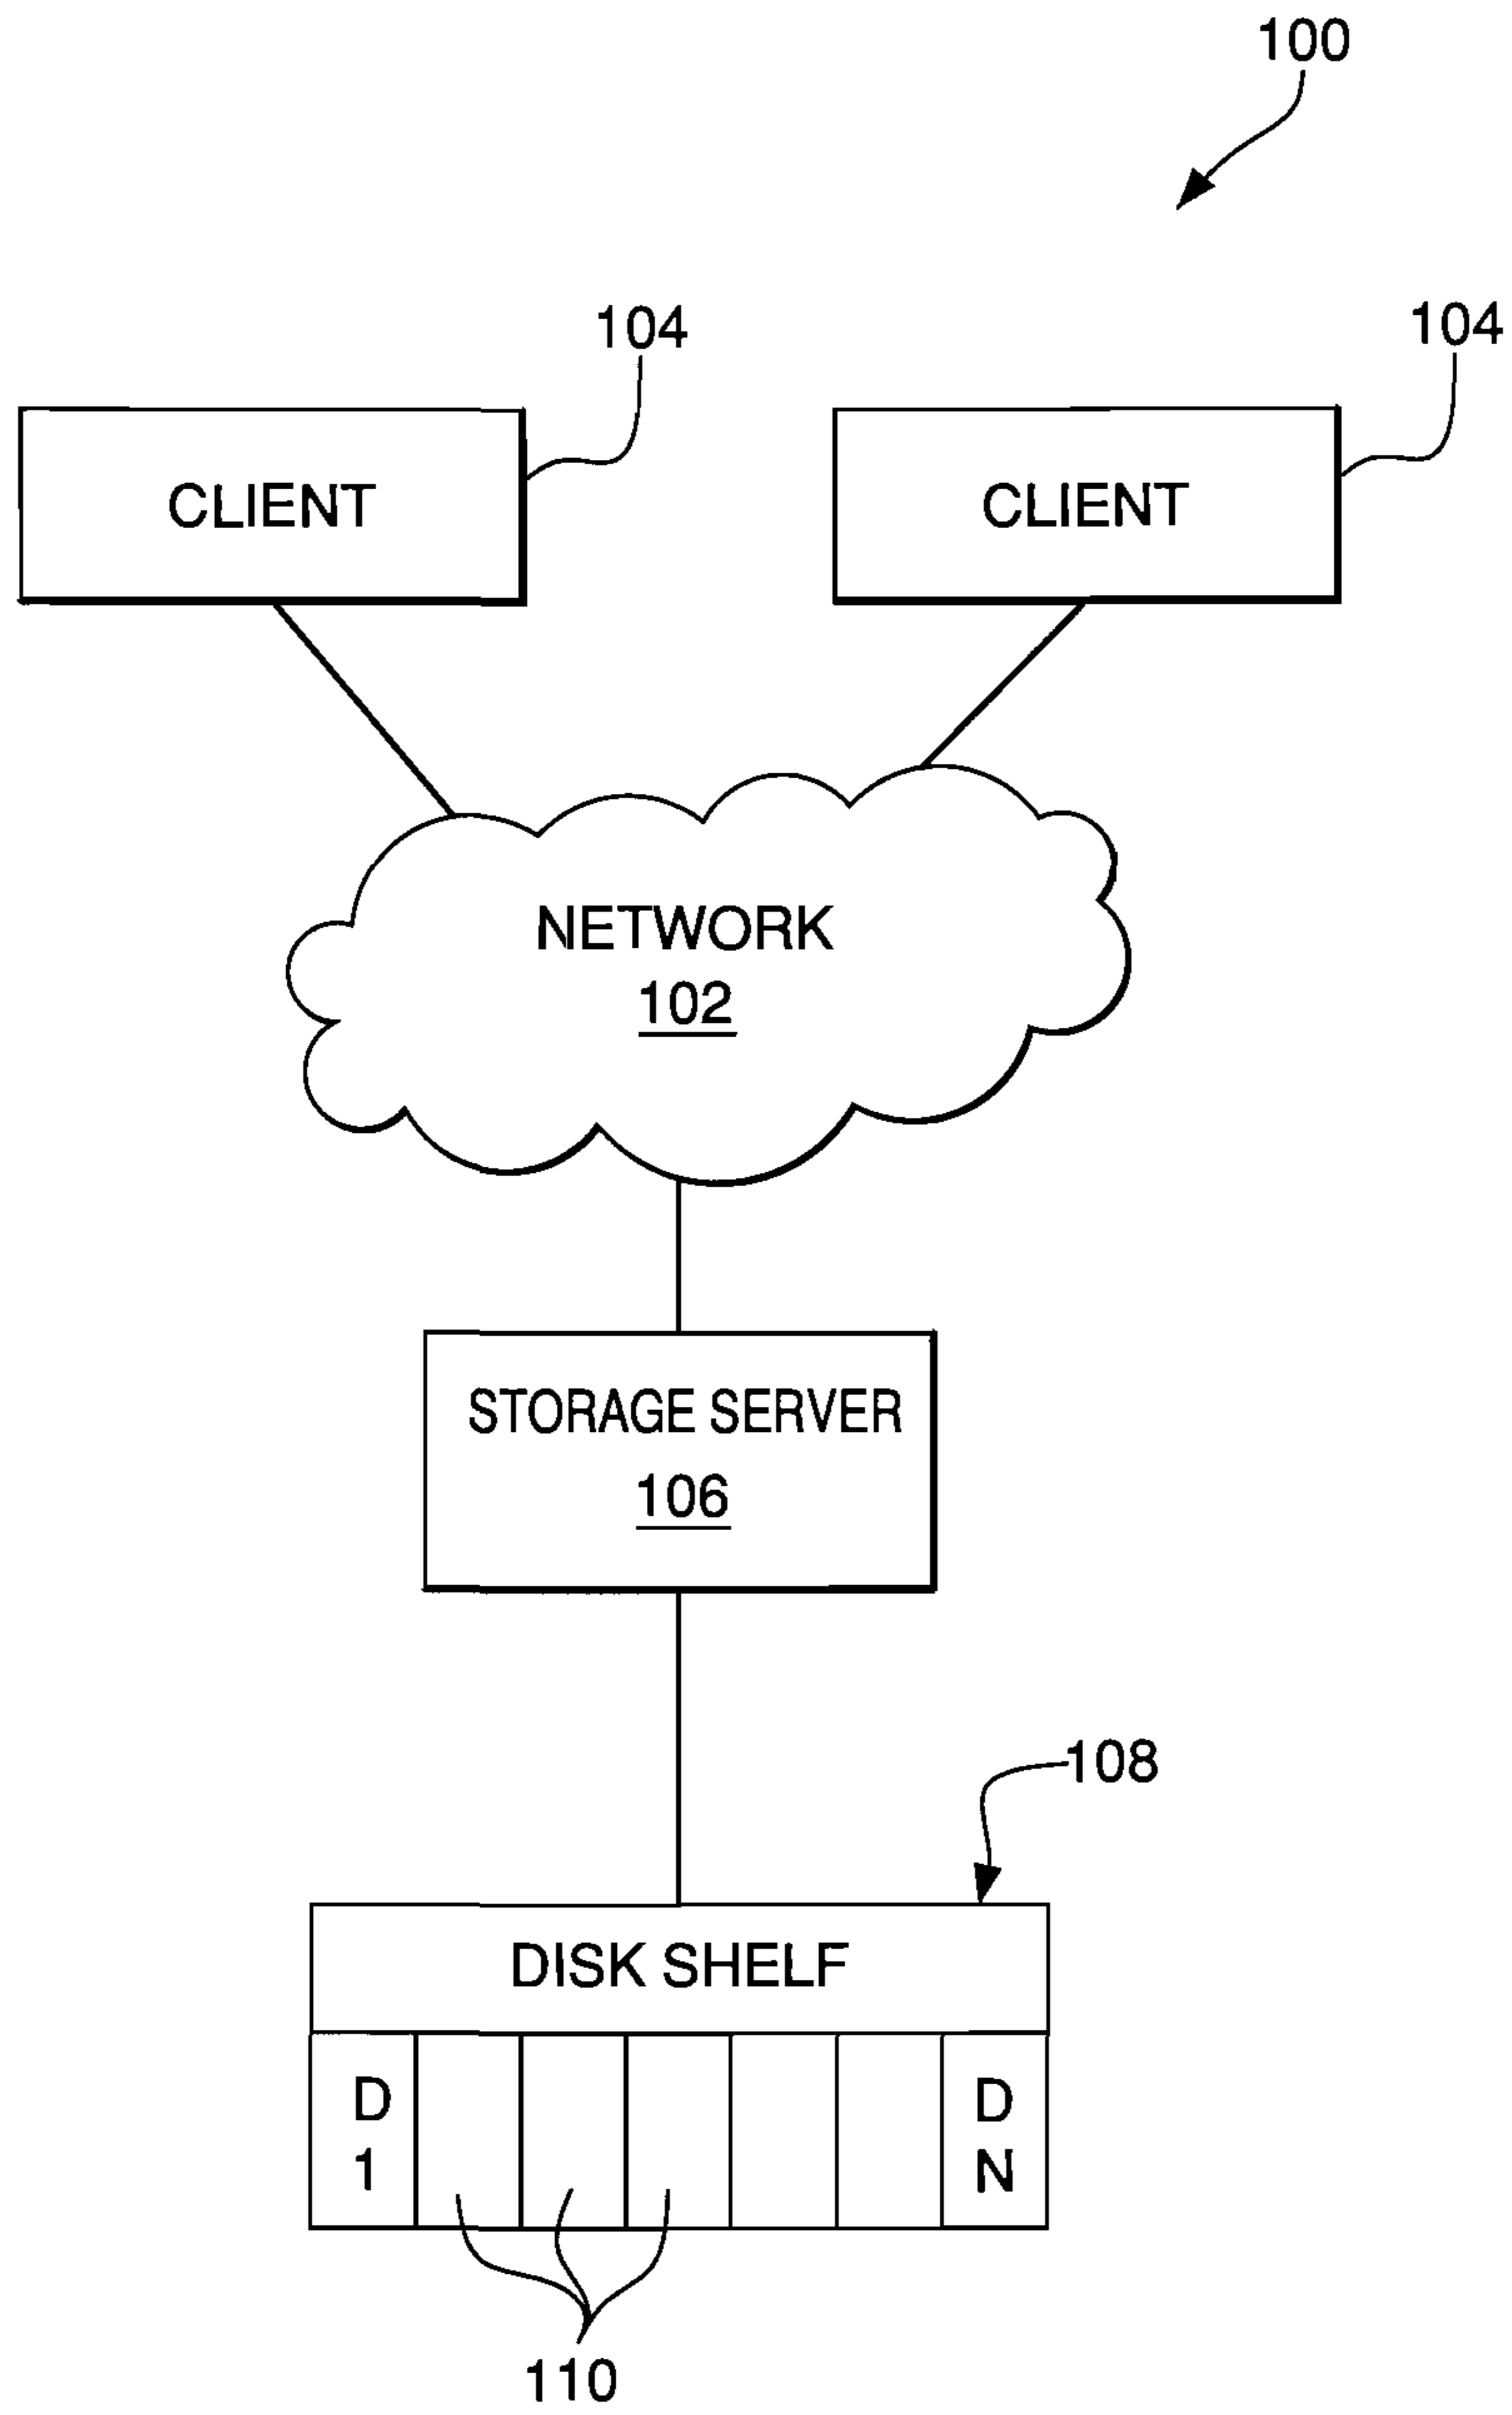 100
104
104
CLIENT
CLIENT
NETWORK
102
STORAGE SERVER
106
108
DISK SHELF
D
1
D
N
110